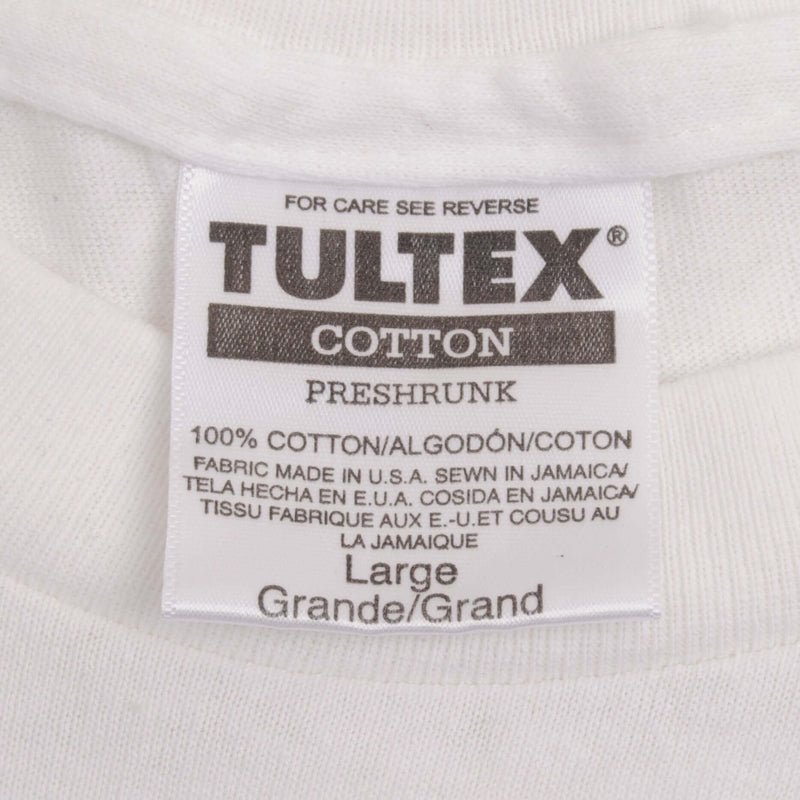 FOR CARE SEE REVERSE
TULTEX®
COTTON
PRESHRUNK
100% COTTON/ALGODÓN/COTON
FABRIC MADE IN U.S.A. SEWN IN JAMAICA/
TELA HECHA EN E.U.A. COSIDA EN JAMAICA/
TISSU FABRIQUE AUX E.-U.ET COUSU AU
LA JAMAIQUE
Large
Grande/Grand